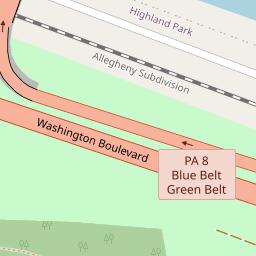 Highland Park
Allegheny Subdivision
Washington Boulevard
PA 8
Blue Belt
Green Belt